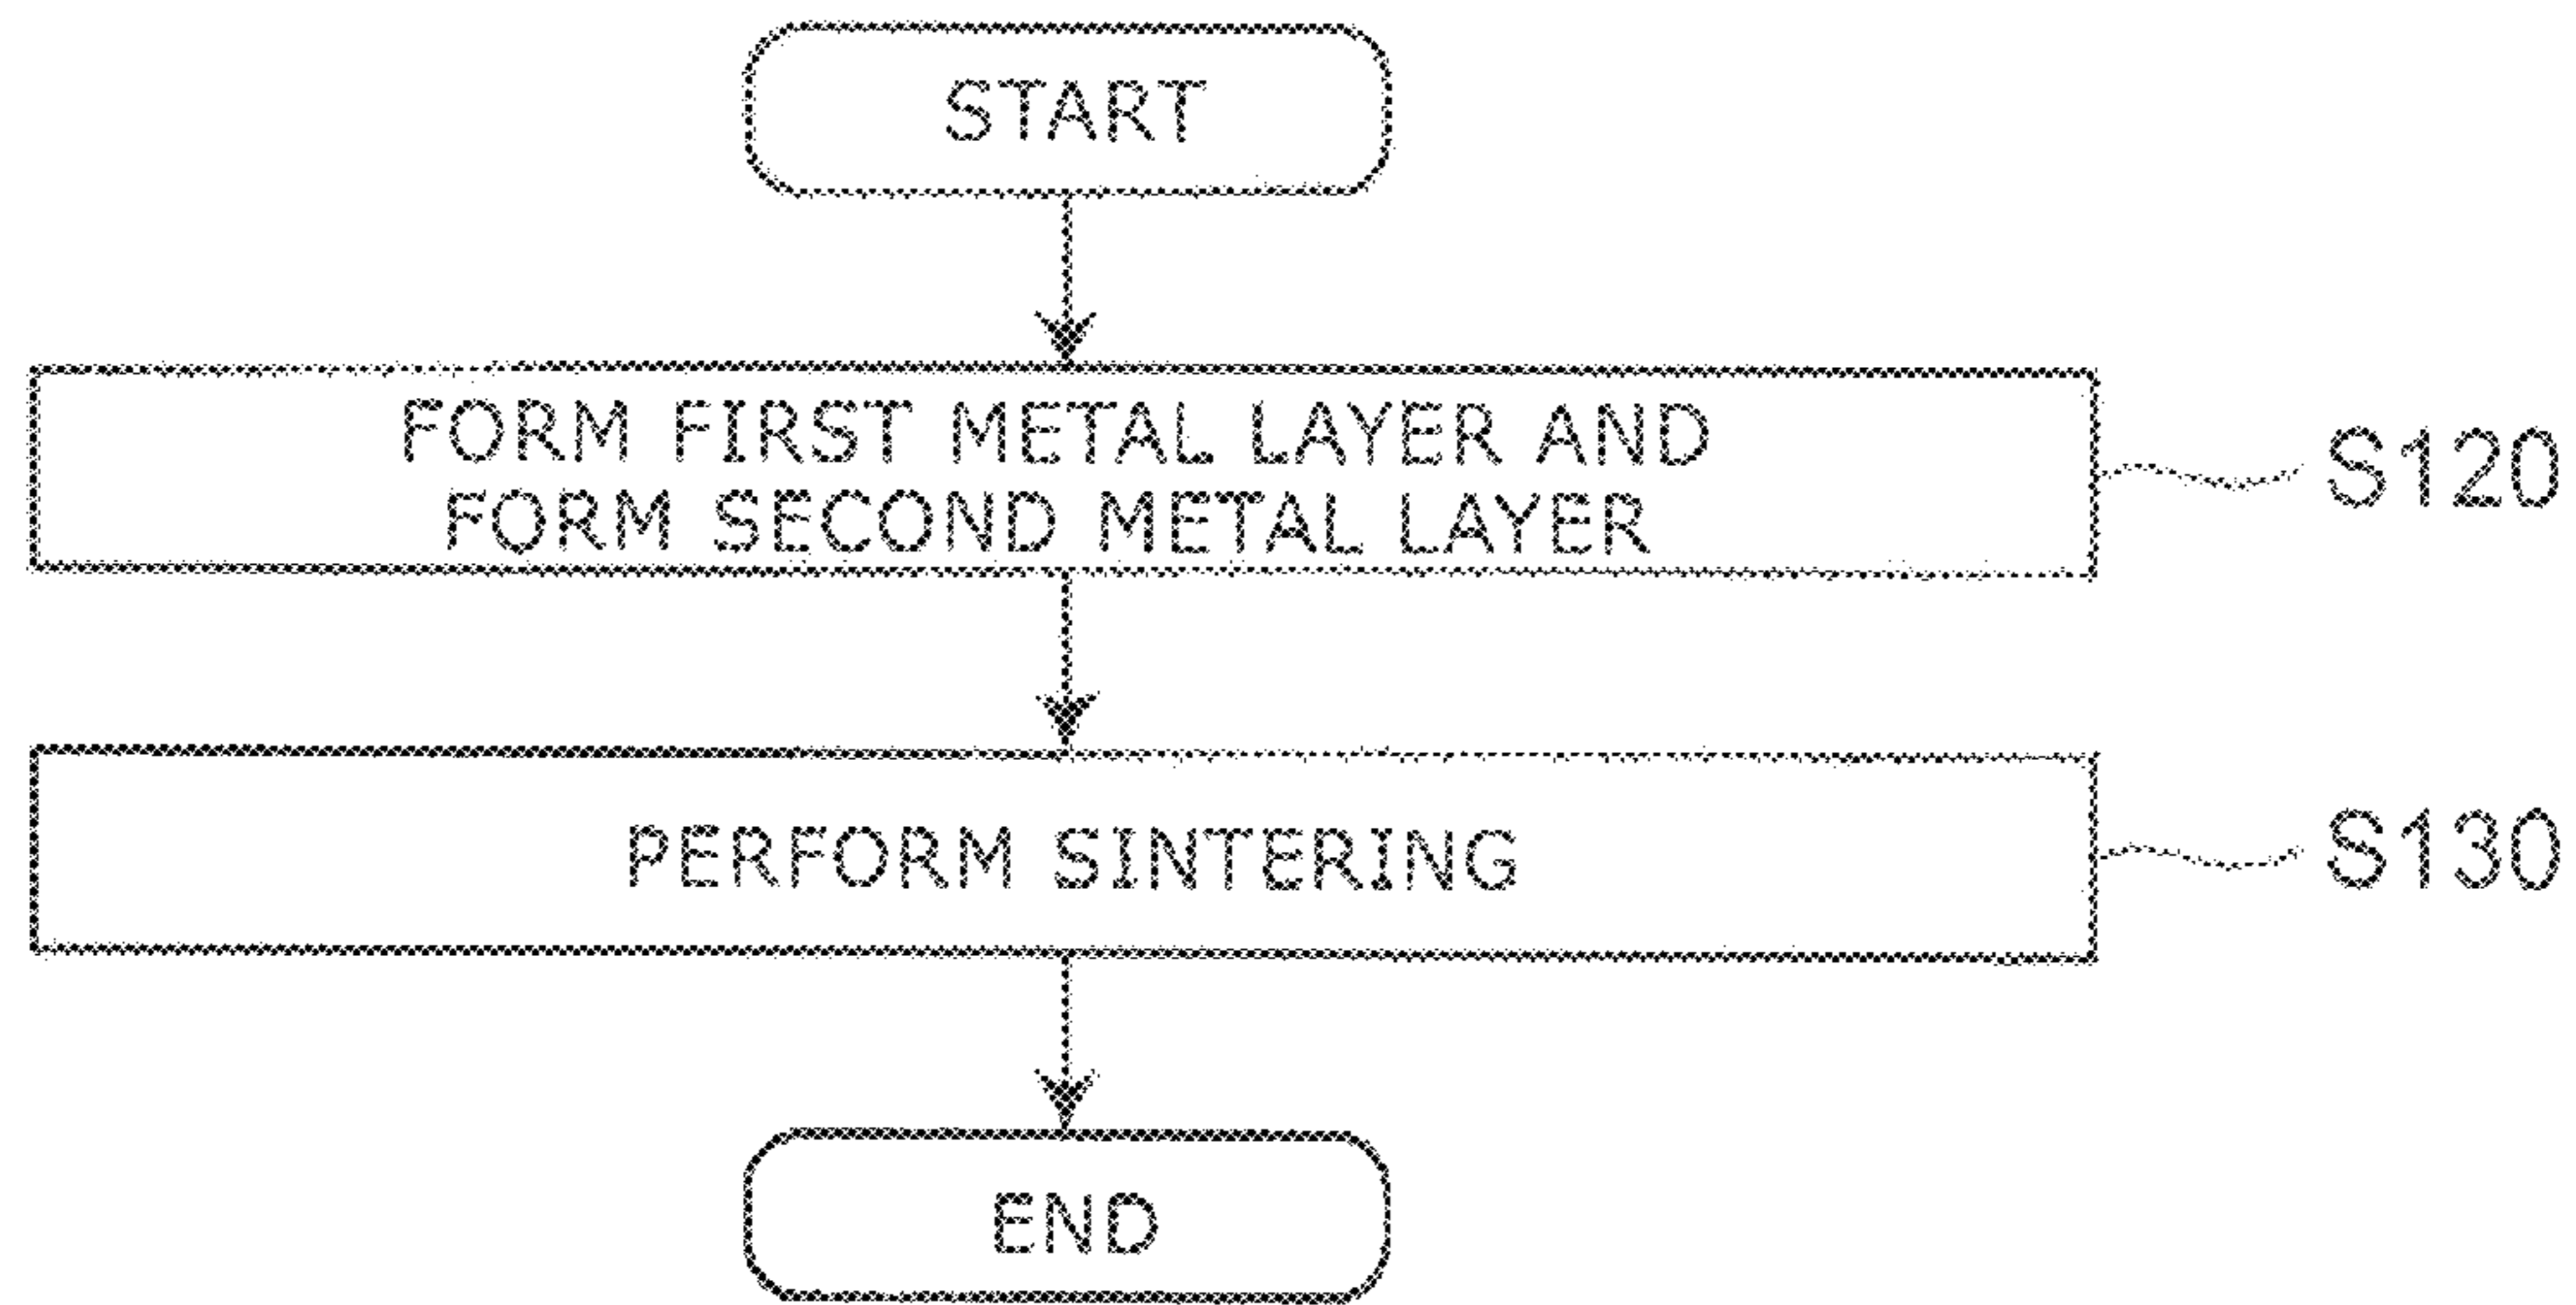 START
FORM FIRST METAL LAYER AND
FORM SECOND METAL LAYER
S120
PERFORM SINTERING
S130
END